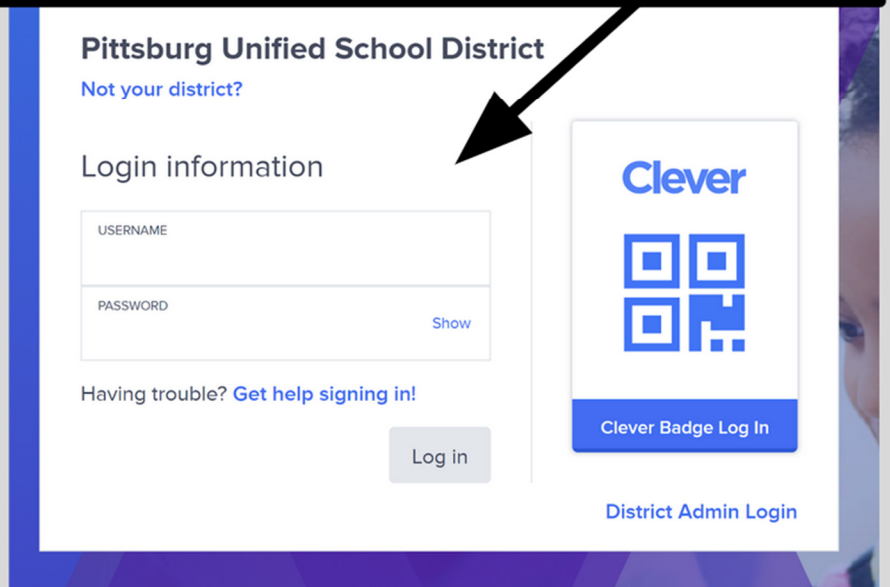 Pittsburg Unified School District
Not your district?
Login information
USERNAME
PASSWORD
Show
Having trouble? Get help signing in!
Log in
Clever
Clever Badge Log In
District Admin Login